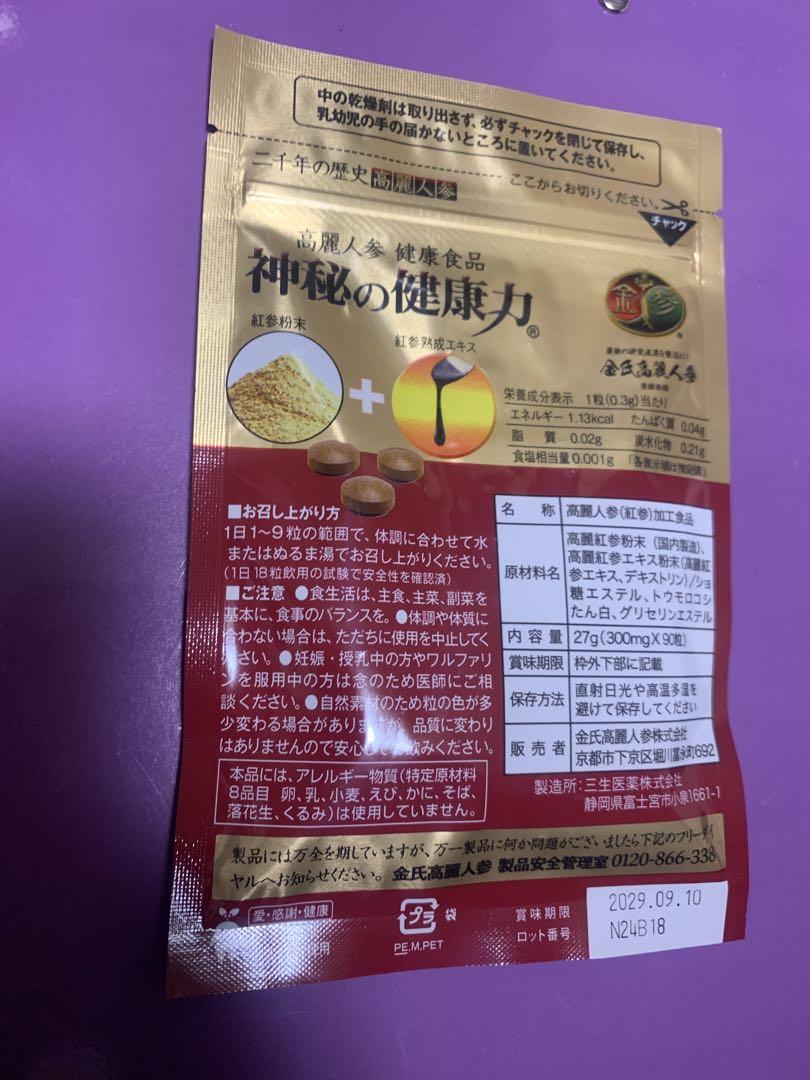 中の乾燥剤は取り出さず、必ずチャックを閉じて保存し、
乳幼児の手の届かないところに置いてください。
二千年の歴史 高麗人参
ここからお切りください。
チャック
高麗人参 健康食品
神秘の健康力®
紅参粉末
紅参熟成エキス
金 参
金氏高麗人参
栄養成分表示 1粒(0.3g)当たり
エネルギー 1.13kcal たんぱく質 0.04g
脂 質 0.02g 炭水化物 0.21g
食塩相当量 0.001g
■お召し上がり方
1日1~9粒の範囲で、体調に合わせて水
またはぬるま湯でお召し上がりください。
(1日18粒飲用の試験で安全性を確認済)
■ご注意 ●食生活は、主食、主菜、副菜を
基本に、食事のバランスを。●体調や体質に
合わない場合は、ただちに使用を中止してく
ださい。●妊娠・授乳中の方やワルファリ
ンを服用中の方は念のため医師にご相
談ください。●自然素材のため粒の色が多
少変わる場合がありますが、品質に変わり
はありませんので安心してお飲みください。
本品には、アレルギー物質(特定原材料
8品目 卵、乳、小麦、えび、かに、そば、
落花生、くるみ)は使用していません。
名 称 高麗人参(紅参)加工食品
原材料名 高麗紅参粉末(国内製造)、
高麗紅参エキス粉末(高麗紅
参エキス、デキストリン)/ショ
糖エステル、トウモロコシ
たん白、グリセリンエステル
内容量 27g(300mg×90粒)
賞味期限 枠外下部に記載
保存方法 直射日光や高温多湿を
避けて保存してください
販売者 金氏高麗人参株式会社
京都市下京区堀川富永町692
製造所:三生医薬株式会社
静岡県富士宮市小泉1661-1
製品には万全を期していますが、万一製品に何か問題がございましたら下記のフリーダイ
ヤルへお知らせください。 金氏高麗人参 製品安全管理室 0120-866-338
愛・感謝・健康
用
プラ 袋
PE.M.PET
賞味期限 2029.09.10
ロット番号 N24B18